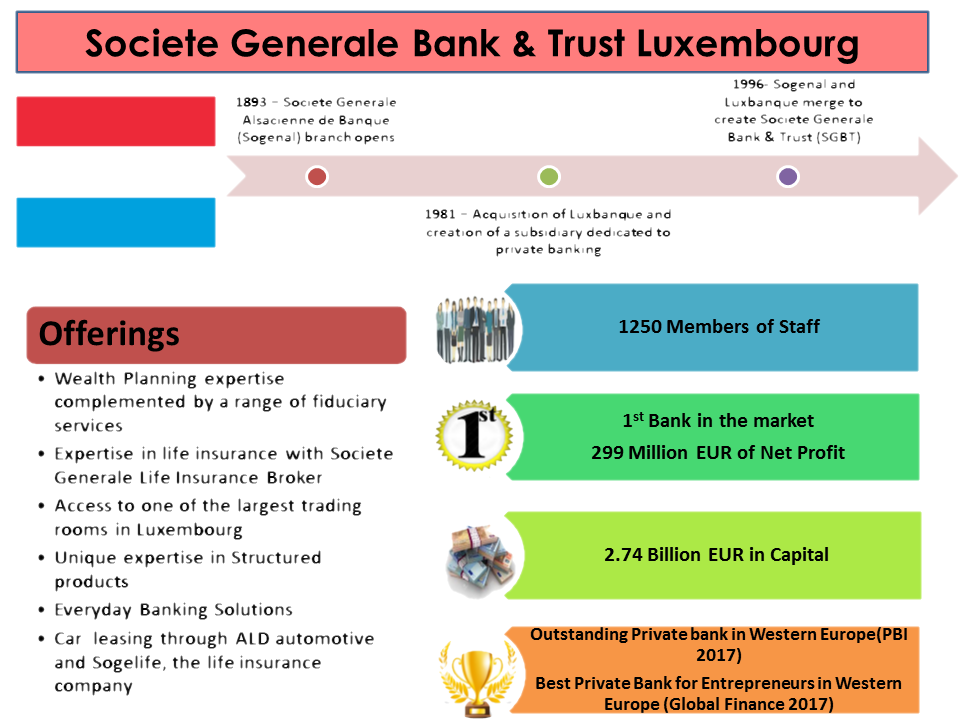 Societe Generale Bank & Trust Luxembourg
1893 – Societe Generale
Alsacienne de Banque
(Sogenal) branch opens
1996- Sogenal and
Luxbanque merge to
create Societe Generale
Bank & Trust (SGBT)
1981 – Acquisition of Luxbanque and
creation of a subsidiary dedicated to
private banking
Offerings
• Wealth Planning expertise
complemented by a range of fiduciary
services
• Expertise in life insurance with Societe
Generale Life Insurance Broker
• Access to one of the largest trading
rooms in Luxembourg
• Unique expertise in Structured
products
• Everyday Banking Solutions
• Car leasing through ALD automotive
and Sogelife, the life insurance
company
1250 Members of Staff
1st
1st Bank in the market
299 Million EUR of Net Profit
2.74 Billion EUR in Capital
Outstanding Private bank in Western Europe(PBI
2017)
Best Private Bank for Entrepreneurs in Western
Europe (Global Finance 2017)